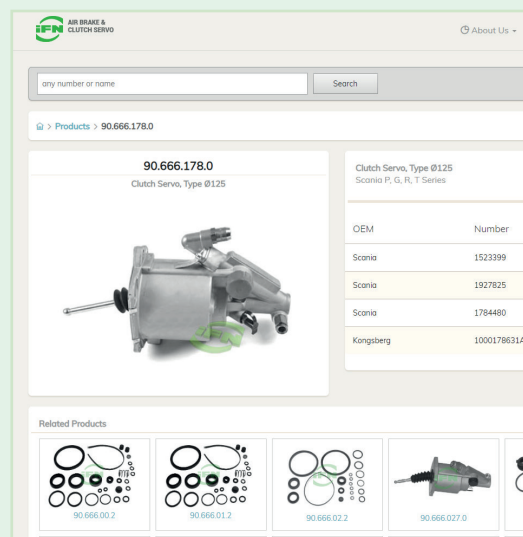 iFN
AIR BRAKE &
CLUTCH SERVO
About Us
any number or name
Search
> Products > 90.666.178.0
90.666.178.0
Clutch Servo, Type Ø125
iFN
Clutch Servo, Type Ø125
Scania P, G, R, T Series
OEM Number
Scania 1523399
Scania 1927825
Scania 1784480
Kongsberg 1000178631A
Related Products
90.666.00.2
90.666.01.2
90.666.02.2
90.666.027.0